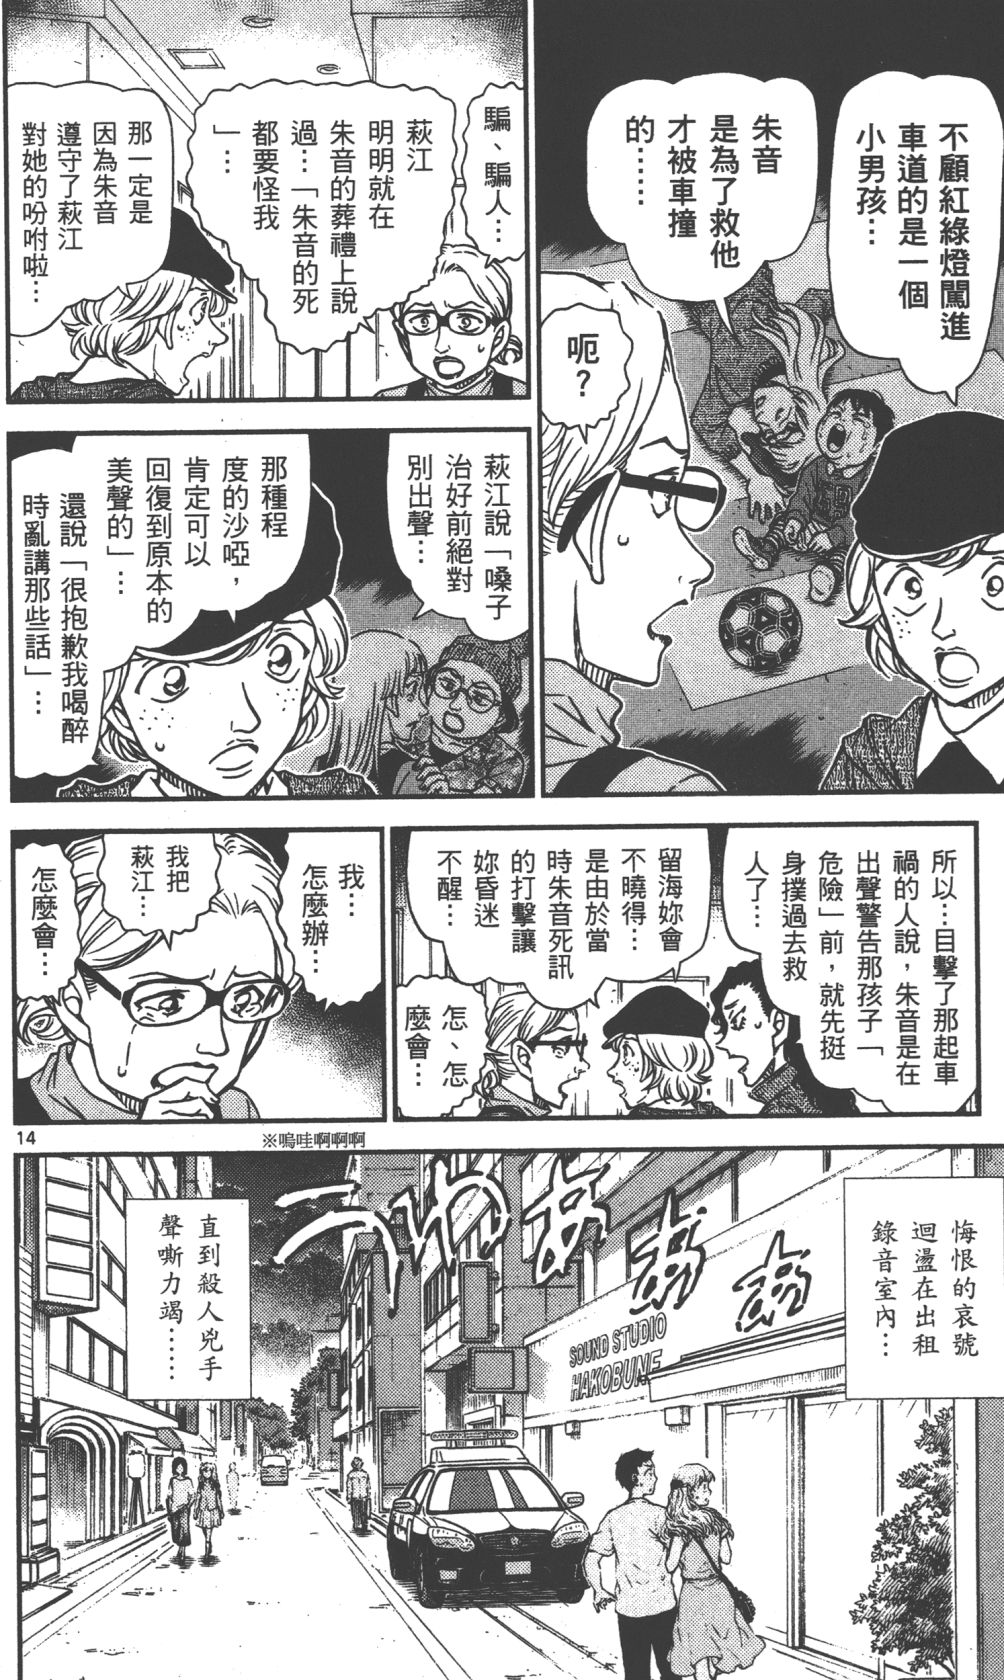 不顧紅綠燈闖進
車道的是一個
小男孩…
朱音
是為了救他
才被車撞
的……
呃?
騙、騙人…
萩江
明明就在
朱音的葬禮上說
過…「朱音的死
都要怪我
」…
那一定是
因為朱音
遵守了萩江
對她的吩咐啦…
萩江說「嗓子
治好前絕對
別出聲…
那種程
度的沙啞，
肯定可以
回復到原本的
美聲的」…
還說「很抱歉我喝醉
時亂講那些話」…
所以…目擊了那起車
禍的人說，朱音是在
出聲警告那孩子「
危險」前，就先挺
身撲過去救
人了…
留海妳會
不曉得…
是由於當
時朱音死訊
的打擊讓
妳昏迷
不醒…
怎、怎
麼會…
我…
怎麼辦…
我把
萩江…
怎麼會…
14
※嗚哇啊啊啊
うわあああ
悔恨的哀號
迴盪在出租
錄音室內…
SOUND STUDIO
HAKOBUNE
直到殺人兇手
聲嘶力竭……